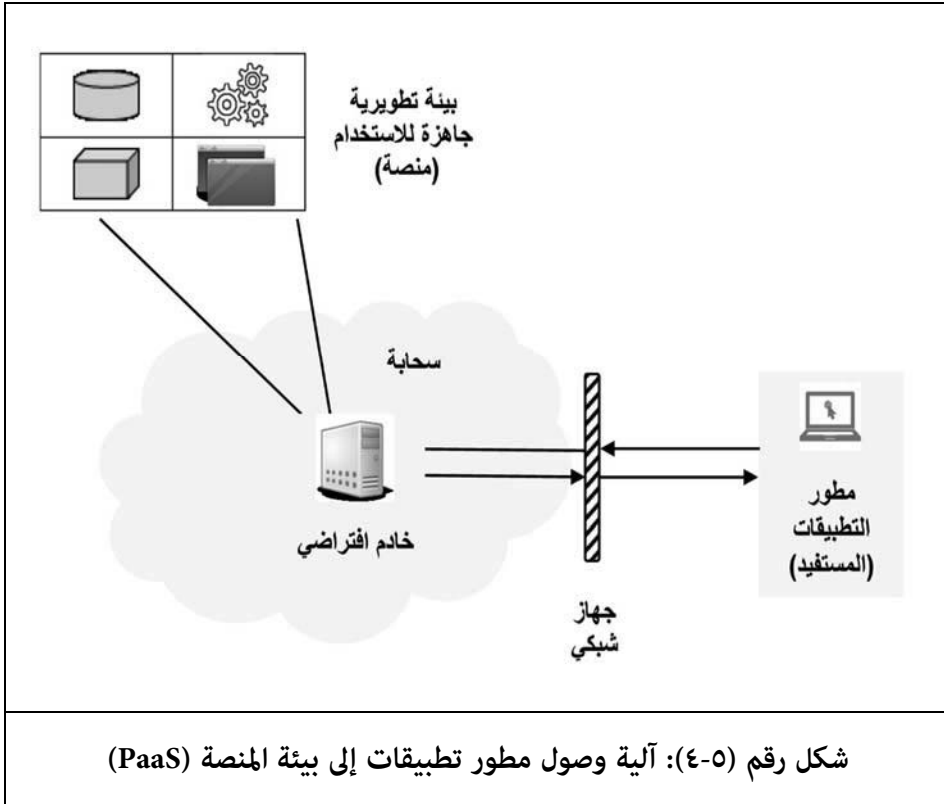 بيئة تطويرية
جاهزة للاستخدام
(منصة)
سحابة
خادم افتراضي
جهاز
شبكي
مطور
التطبيقات
(المستفيد)
شكل رقم (٥-٤): آلية وصول مطور تطبيقات إلى بيئة المنصة (PaaS)